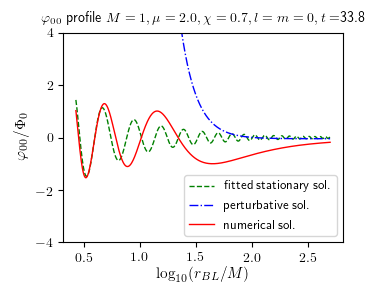 φ₀₀ profile M = 1, μ = 2.0, χ = 0.7, l = m = 0, t =33.8
φ₀₀/Φ₀
4
2
0
−2
−4
fitted stationary sol.
perturbative sol.
numerical sol.
0.5 1.0 1.5 2.0 2.5
log₁₀(r_BL/M)